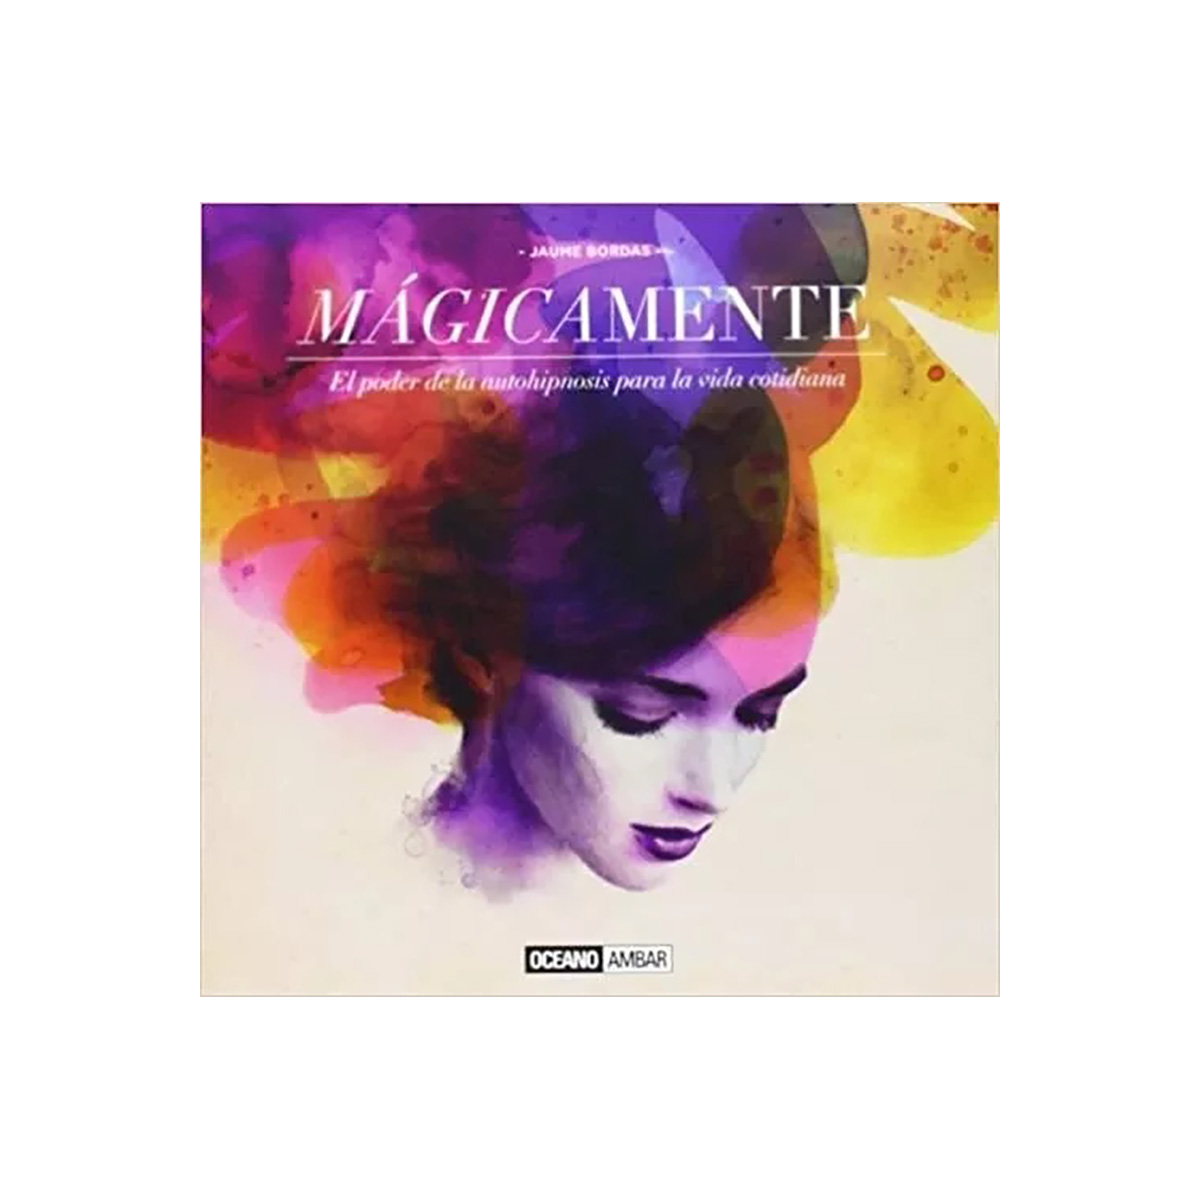 - JAUME BORDAS -
MÁGICAMENTE
El poder de la autohipnosis para la vida cotidiana
OCEANO AMBAR